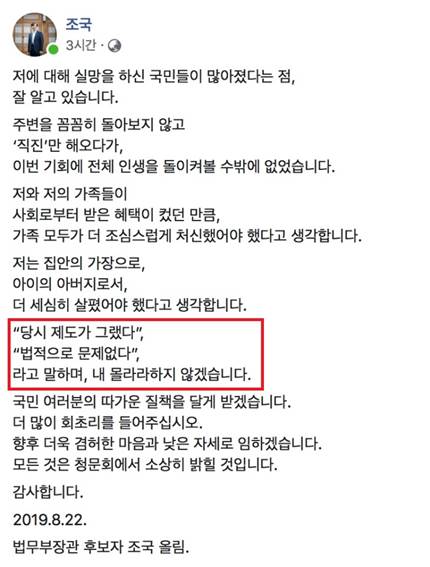 조국
3시간 ·
저에 대해 실망을 하신 국민들이 많아졌다는 점,
잘 알고 있습니다.
주변을 꼼꼼히 돌아보지 않고
‘직진’만 해오다가,
이번 기회에 전체 인생을 돌이켜볼 수밖에 없었습니다.
저와 저의 가족들이
사회로부터 받은 혜택이 컸던 만큼,
가족 모두가 더 조심스럽게 처신했어야 했다고 생각합니다.
저는 집안의 가장으로,
아이의 아버지로서,
더 세심히 살폈어야 했다고 생각합니다.
“당시 제도가 그랬다”,
“법적으로 문제없다”,
라고 말하며, 내 몰라라하지 않겠습니다.
국민 여러분의 따가운 질책을 달게 받겠습니다.
더 많이 회초리를 들어주십시오.
향후 더욱 겸허한 마음과 낮은 자세로 임하겠습니다.
모든 것은 청문회에서 소상히 밝힐 것입니다.
감사합니다.
2019.8.22.
법무부장관 후보자 조국 올림.